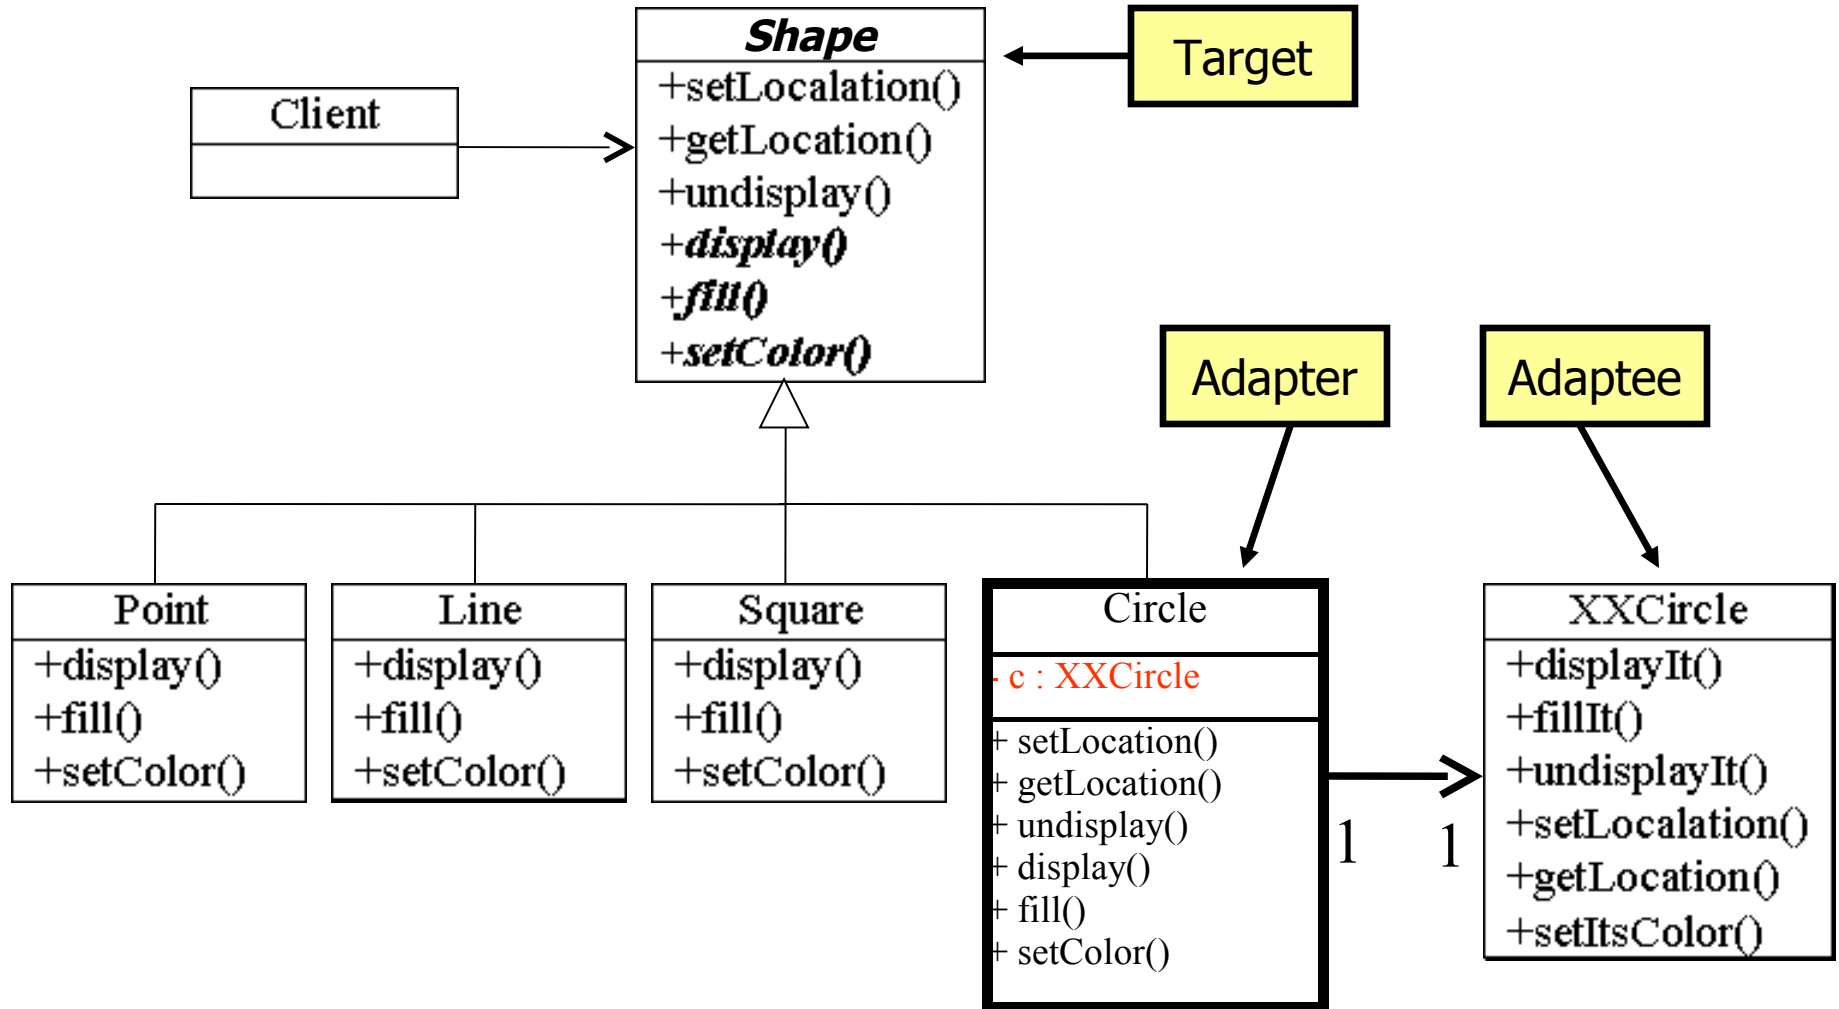 Shape
+setLocalation()
+getLocation()
+undisplay()
+display()
+fill()
+setColor()
Target
Client
Adapter
Adaptee
Point
+display()
+fill()
+setColor()
Line
+display()
+fill()
+setColor()
Square
+display()
+fill()
+setColor()
Circle
- c : XXCircle
+ setLocation()
+ getLocation()
+ undisplay()
+ display()
+ fill()
+ setColor()
1
1
XXCircle
+displayIt()
+fillIt()
+undisplayIt()
+setLocalation()
+getLocation()
+setItsColor()